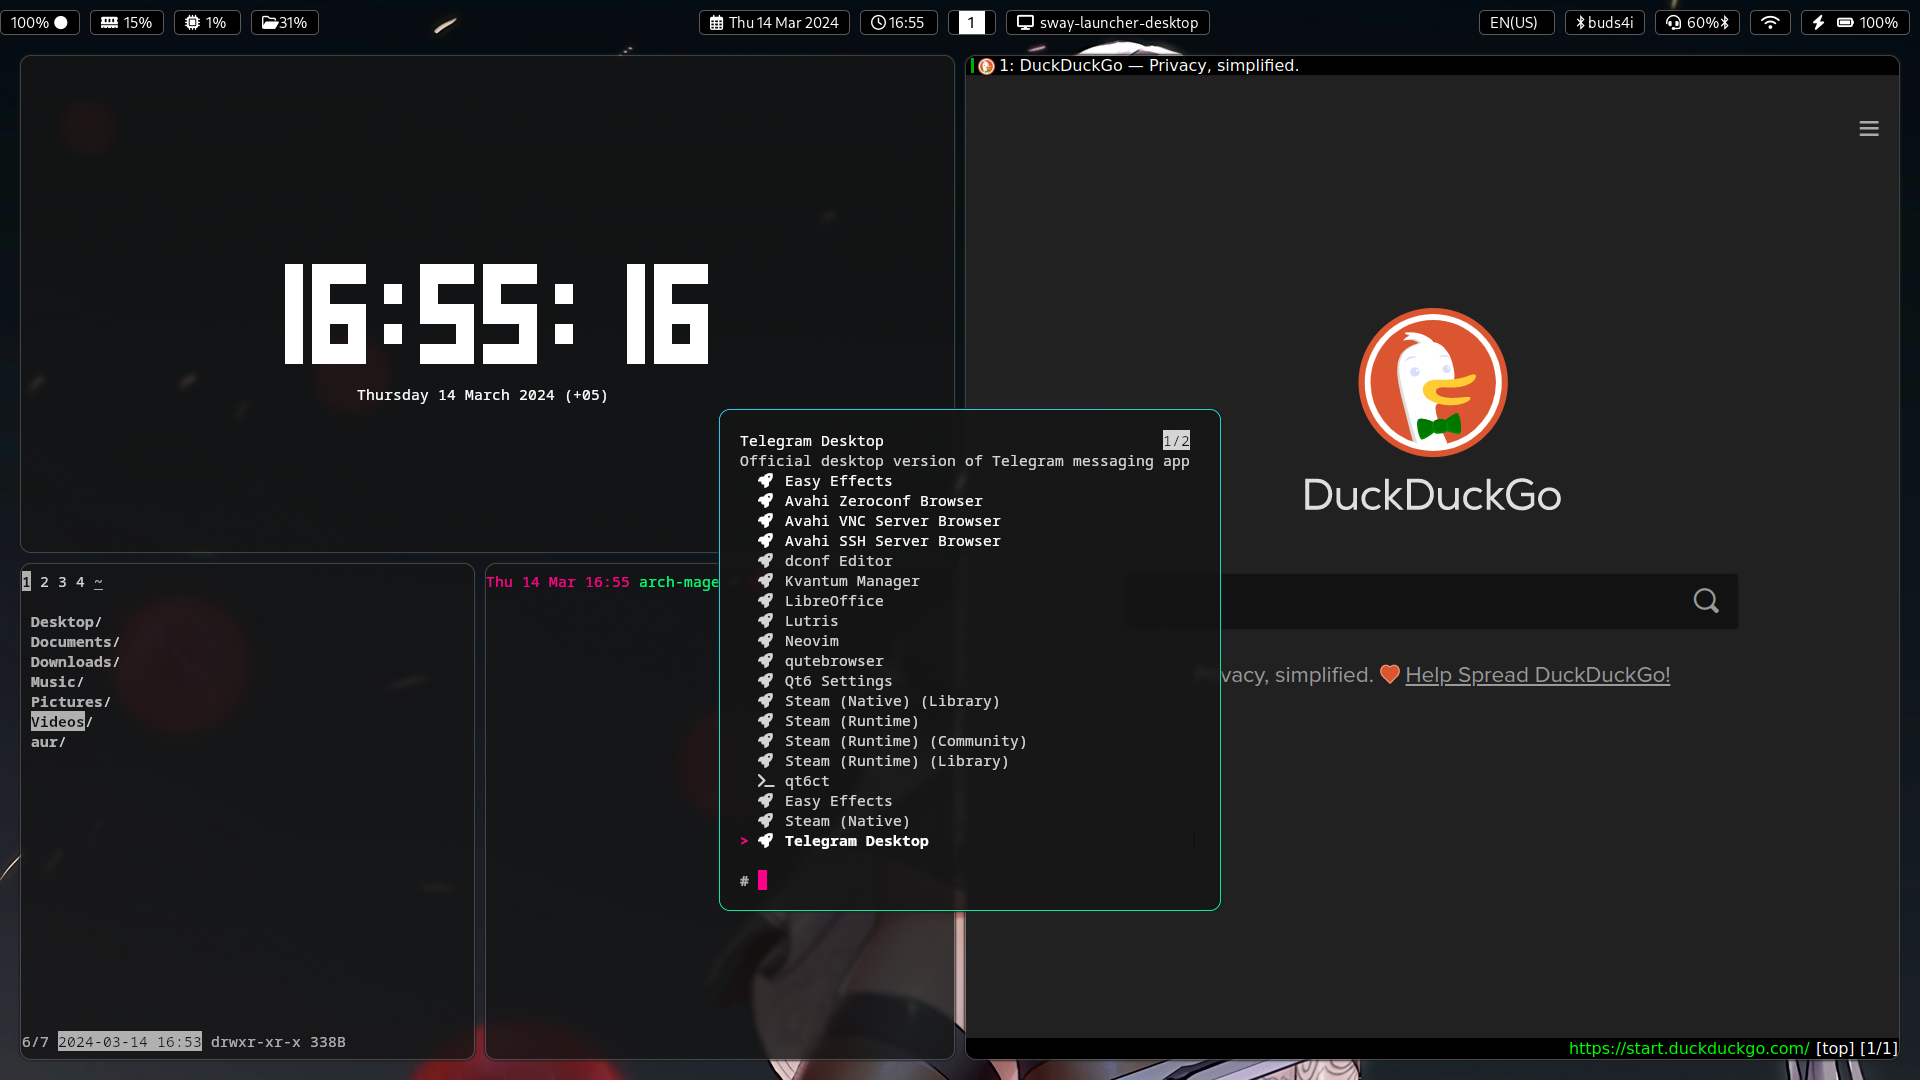 100%
15%
1%
31%
Thu 14 Mar 2024
16:55
1
sway-launcher-desktop
EN(US)
buds4i
60%
100%
16:55:16
Thursday 14 March 2024 (+05)
1: DuckDuckGo — Privacy, simplified.
DuckDuckGo
vacy, simplified. Help Spread DuckDuckGo!
https://start.duckduckgo.com/ [top] [1/1]
1 2 3 4 ~
Desktop/
Documents/
Downloads/
Music/
Pictures/
Videos/
aur/
6/7 2024-03-14 16:53 drwxr-xr-x 338B
Thu 14 Mar 16:55 arch-mage
Telegram Desktop 1/2
Official desktop version of Telegram messaging app
Easy Effects
Avahi Zeroconf Browser
Avahi VNC Server Browser
Avahi SSH Server Browser
dconf Editor
Kvantum Manager
LibreOffice
Lutris
Neovim
qutebrowser
Qt6 Settings
Steam (Native) (Library)
Steam (Runtime)
Steam (Runtime) (Community)
Steam (Runtime) (Library)
qt6ct
Easy Effects
Steam (Native)
> Telegram Desktop
#